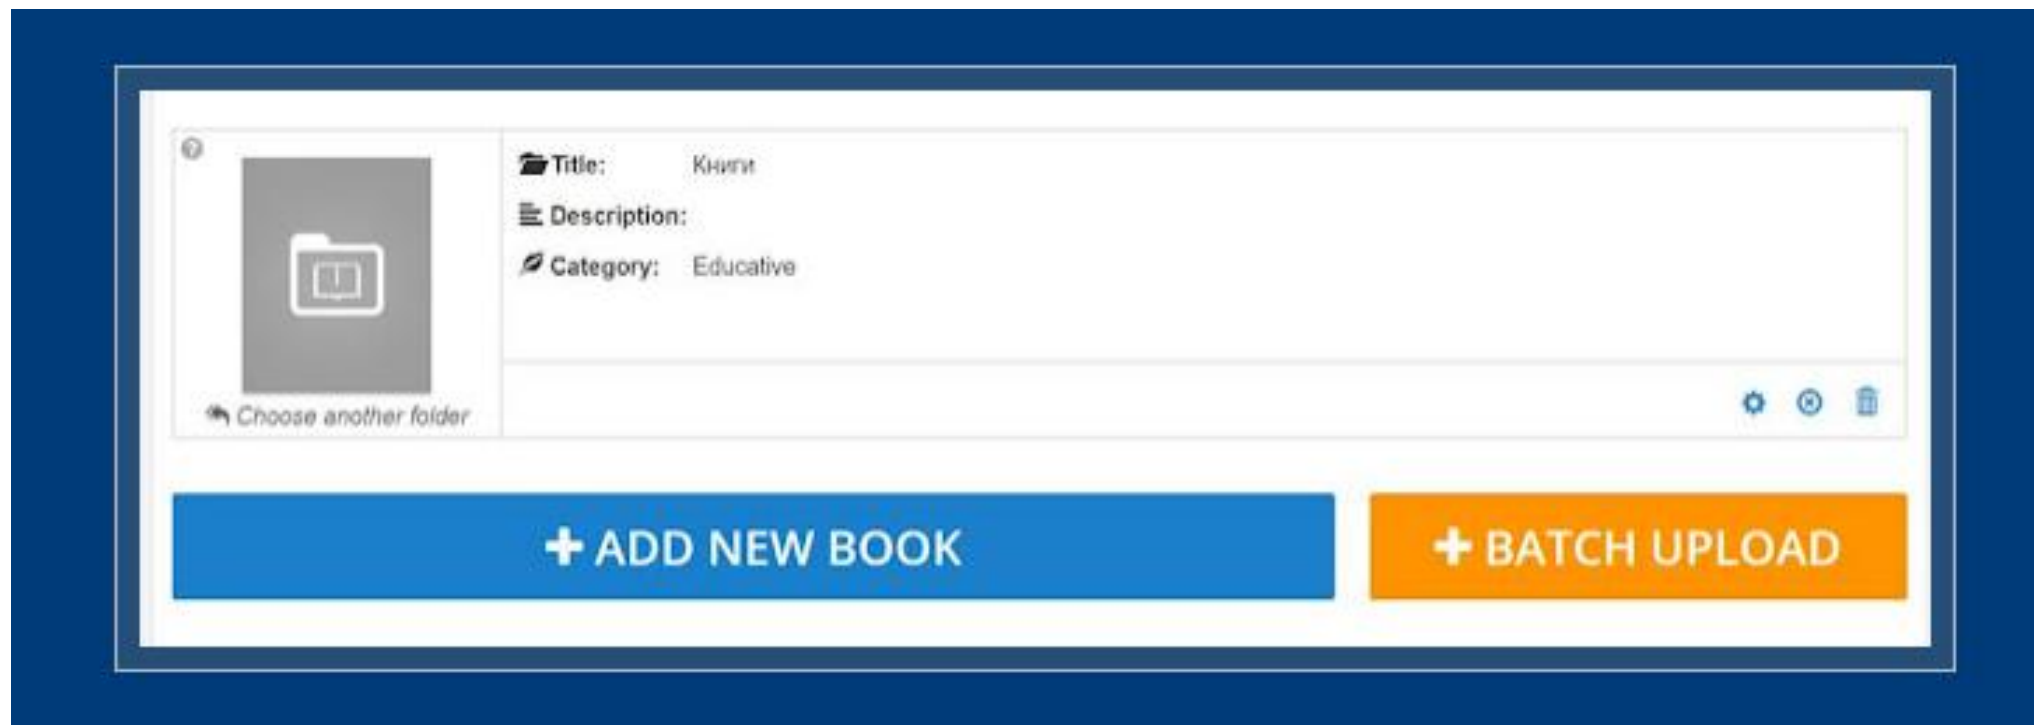 Title: Книги
Description:
Category: Educative
Choose another folder
+ ADD NEW BOOK
+ BATCH UPLOAD